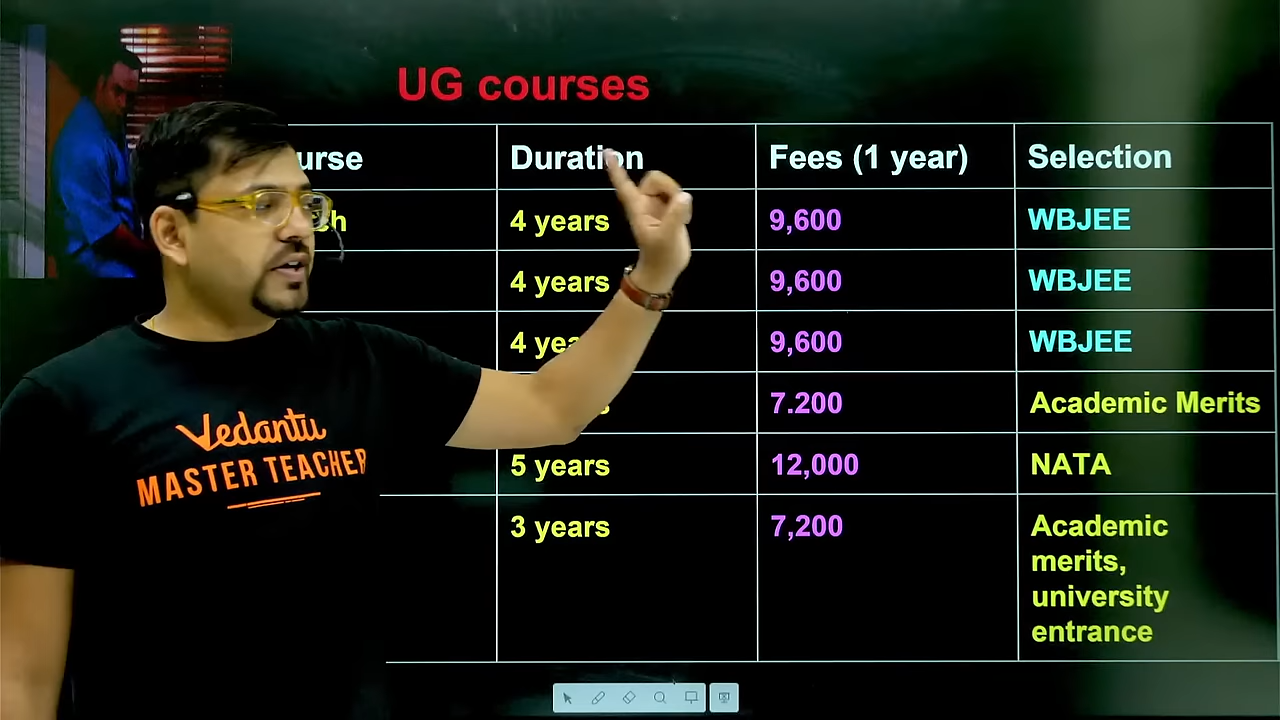 UG courses
Duration Fees (1 year) Selection
4 years 9,600 WBJEE
4 years 9,600 WBJEE
9,600 WBJEE
7.200 Academic Merits
5 years 12,000 NATA
3 years 7,200 Academic
merits,
university
entrance
Vedantu
MASTER TEACHER